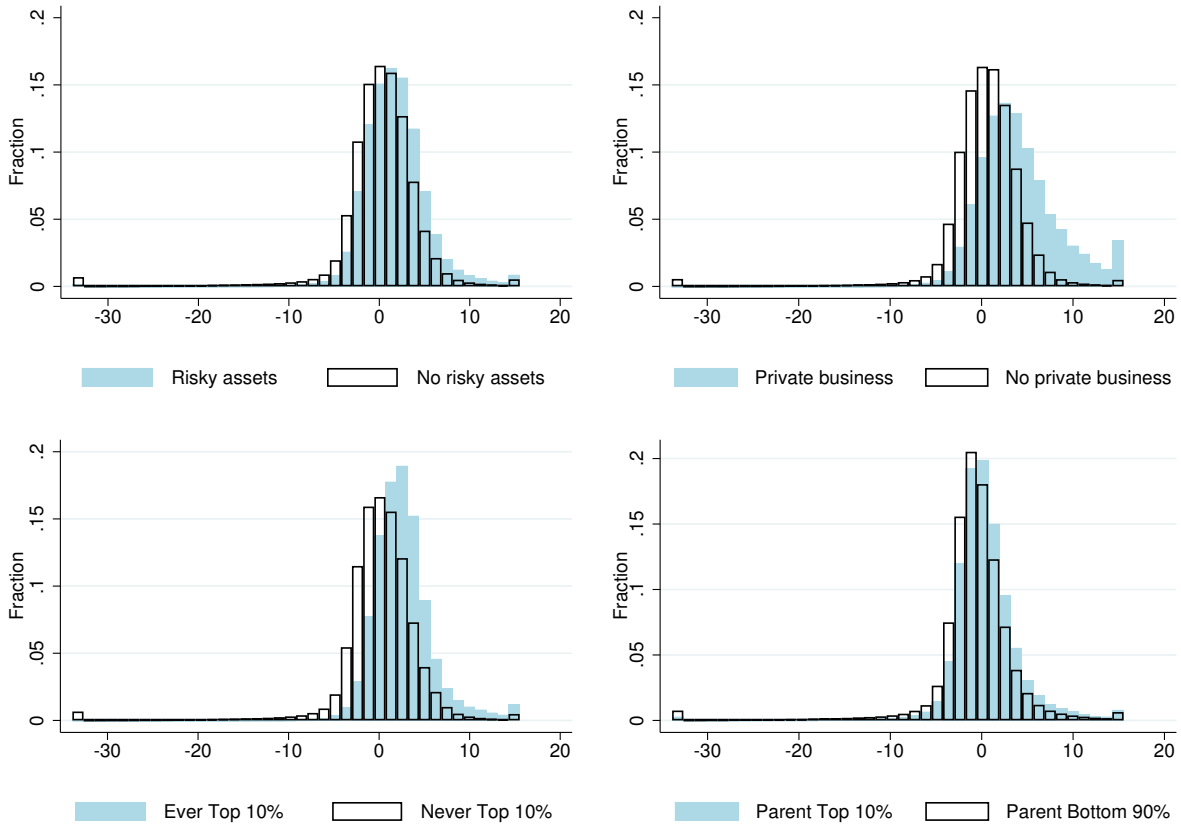 .2
.15
.1
.05
0
Fraction
-30 -20 -10 0 10 20
Risky assets No risky assets
.2
.15
.1
.05
0
Fraction
-30 -20 -10 0 10 20
Private business No private business
.2
.15
.1
.05
0
Fraction
-30 -20 -10 0 10 20
Ever Top 10% Never Top 10%
.2
.15
.1
.05
0
Fraction
-30 -20 -10 0 10 20
Parent Top 10% Parent Bottom 90%